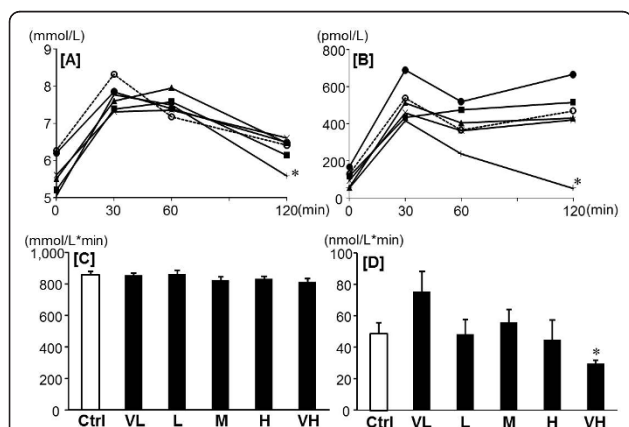 (mmol/L)
[A]
9
8
7
6
5
0 30 60 120(min)
*
(pmol/L)
[B]
800
600
400
200
0
0 30 60 120(min)
*
(mmol/L*min)
[C]
1,000
800
600
400
200
0
Ctrl VL L M H VH
(nmol/L*min)
[D]
100
80
60
40
20
0
Ctrl VL L M H VH
*